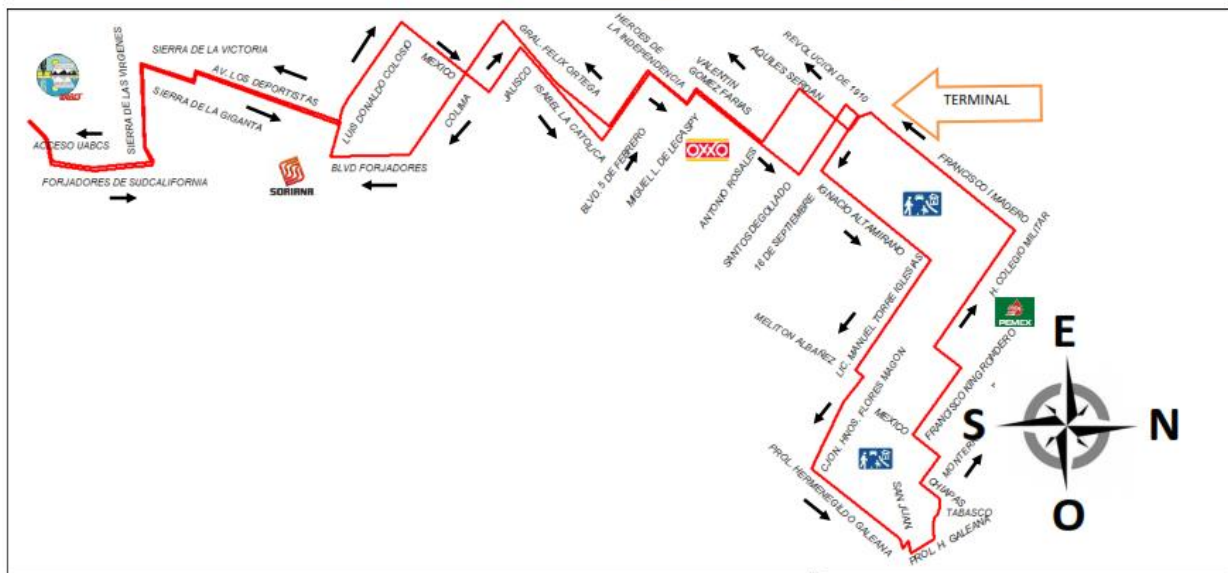 SIERRA DE LA VICTORIA
AV. LOS DEPORTISTAS
SIERRA DE LA GIGANTA
SIERRA DE LAS VIRGENES
ACCESO UABCS
FORJADORES DE SUDCALIFORNIA
SORIANA
LUIS DONALDO COLOSIO
MEXICO
COLIMA
BLVD FORJADORES
JALISCO
GRAL. FELIX ORTEGA
ISABEL LA CATOLICA
HEROES DE
LA INDEPENDENCIA
BLVD. 5 DE FEBRERO
MIGUEL L. DE LEGASPY
OXXO
VALENTIN
GOMEZ FARIAS
AQUILES SERDAN
REVOLUCION DE 1910
TERMINAL
ANTONIO ROSALES
SANTOS DEGOLLADO
16 DE SEPTIEMBRE
IGNACIO ALTAMIRANO
FRANCISCO I MADERO
H. COLEGIO MILITAR
PEMEX
LIC. MANUEL TORRE IGLESIAS
MELITON ALBAÑEZ
CJON. HNOS. FLORES MAGON
MEXICO
PROL. HERMENEGILDO GALEANA
SAN JUAN
CHIAPAS
TABASCO
PROL. H. GALEANA
E
S
N
O